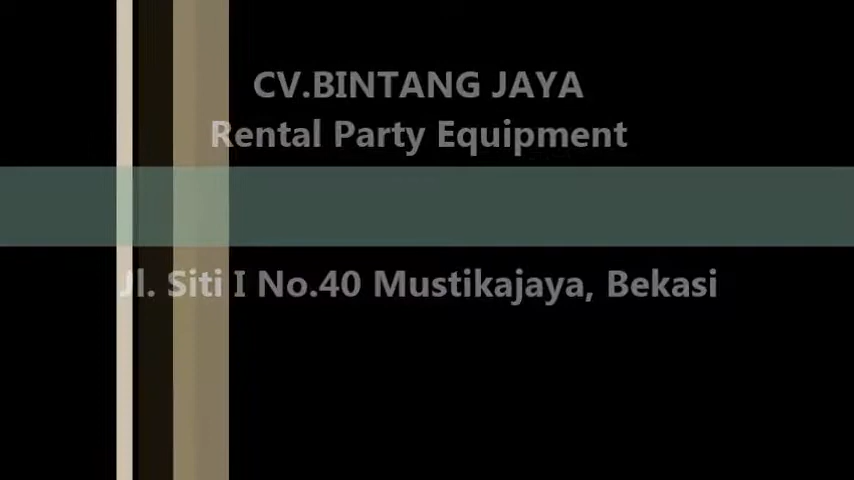 CV.BINTANG JAYA
Rental Party Equipment
Jl. Siti I No.40 Mustikajaya, Bekasi